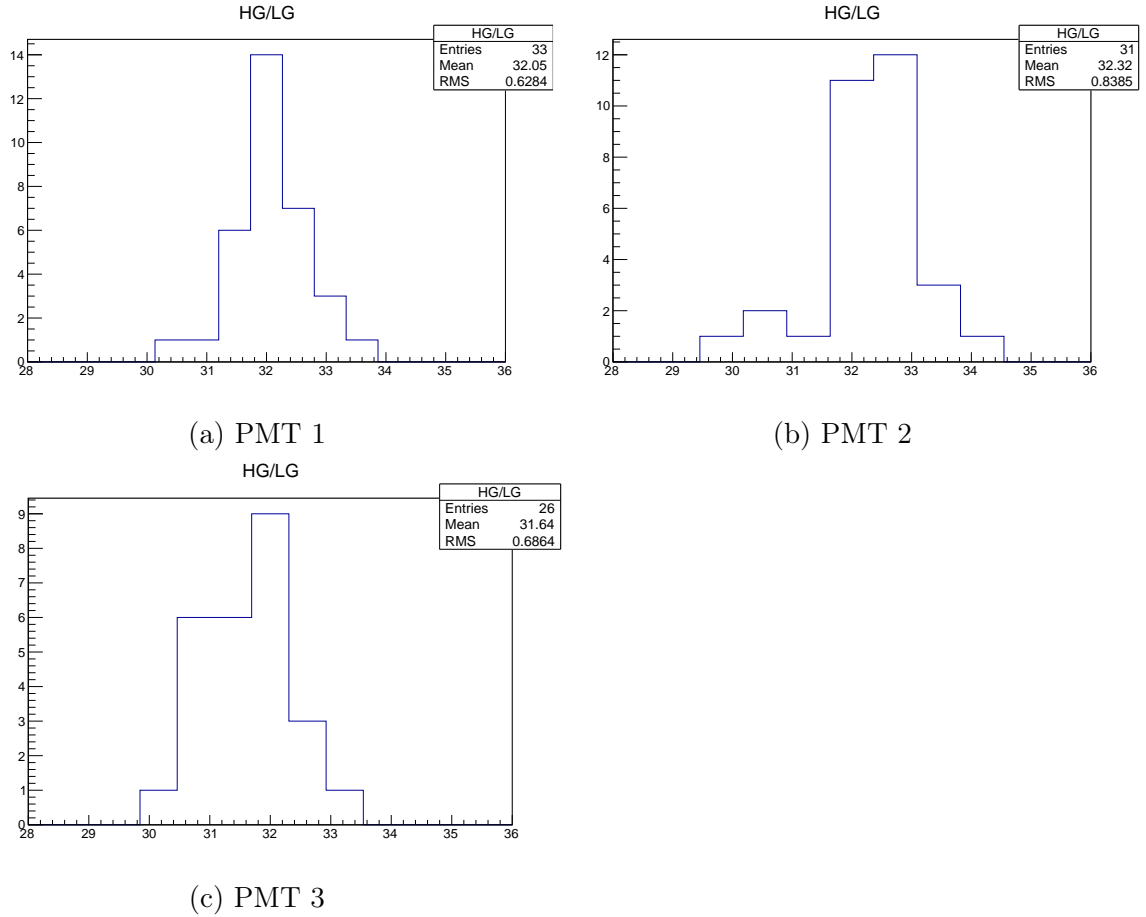 HG/LG
HG/LG
Entries 33
Mean 32.05
RMS 0.6284
14
12
10
8
6
4
2
0
28 29 30 31 32 33 34 35 36
(a) PMT 1
HG/LG
HG/LG
Entries 31
Mean 32.32
RMS 0.8385
12
10
8
6
4
2
0
28 29 30 31 32 33 34 35 36
(b) PMT 2
HG/LG
HG/LG
Entries 26
Mean 31.64
RMS 0.6864
9
8
7
6
5
4
3
2
1
0
28 29 30 31 32 33 34 35 36
(c) PMT 3